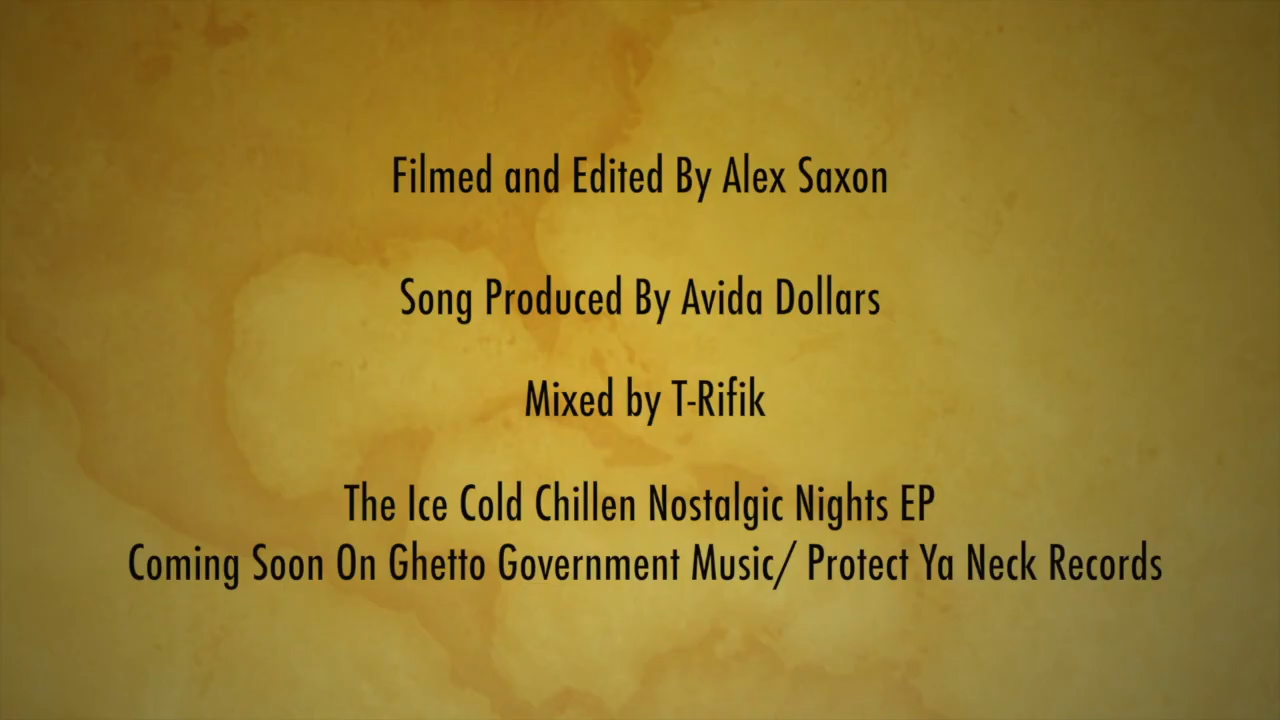 Filmed and Edited By Alex Saxon
Song Produced By Avida Dollars
Mixed by T-Rifik
The Ice Cold Chillen Nostalgic Nights EP
Coming Soon On Ghetto Government Music/ Protect Ya Neck Records